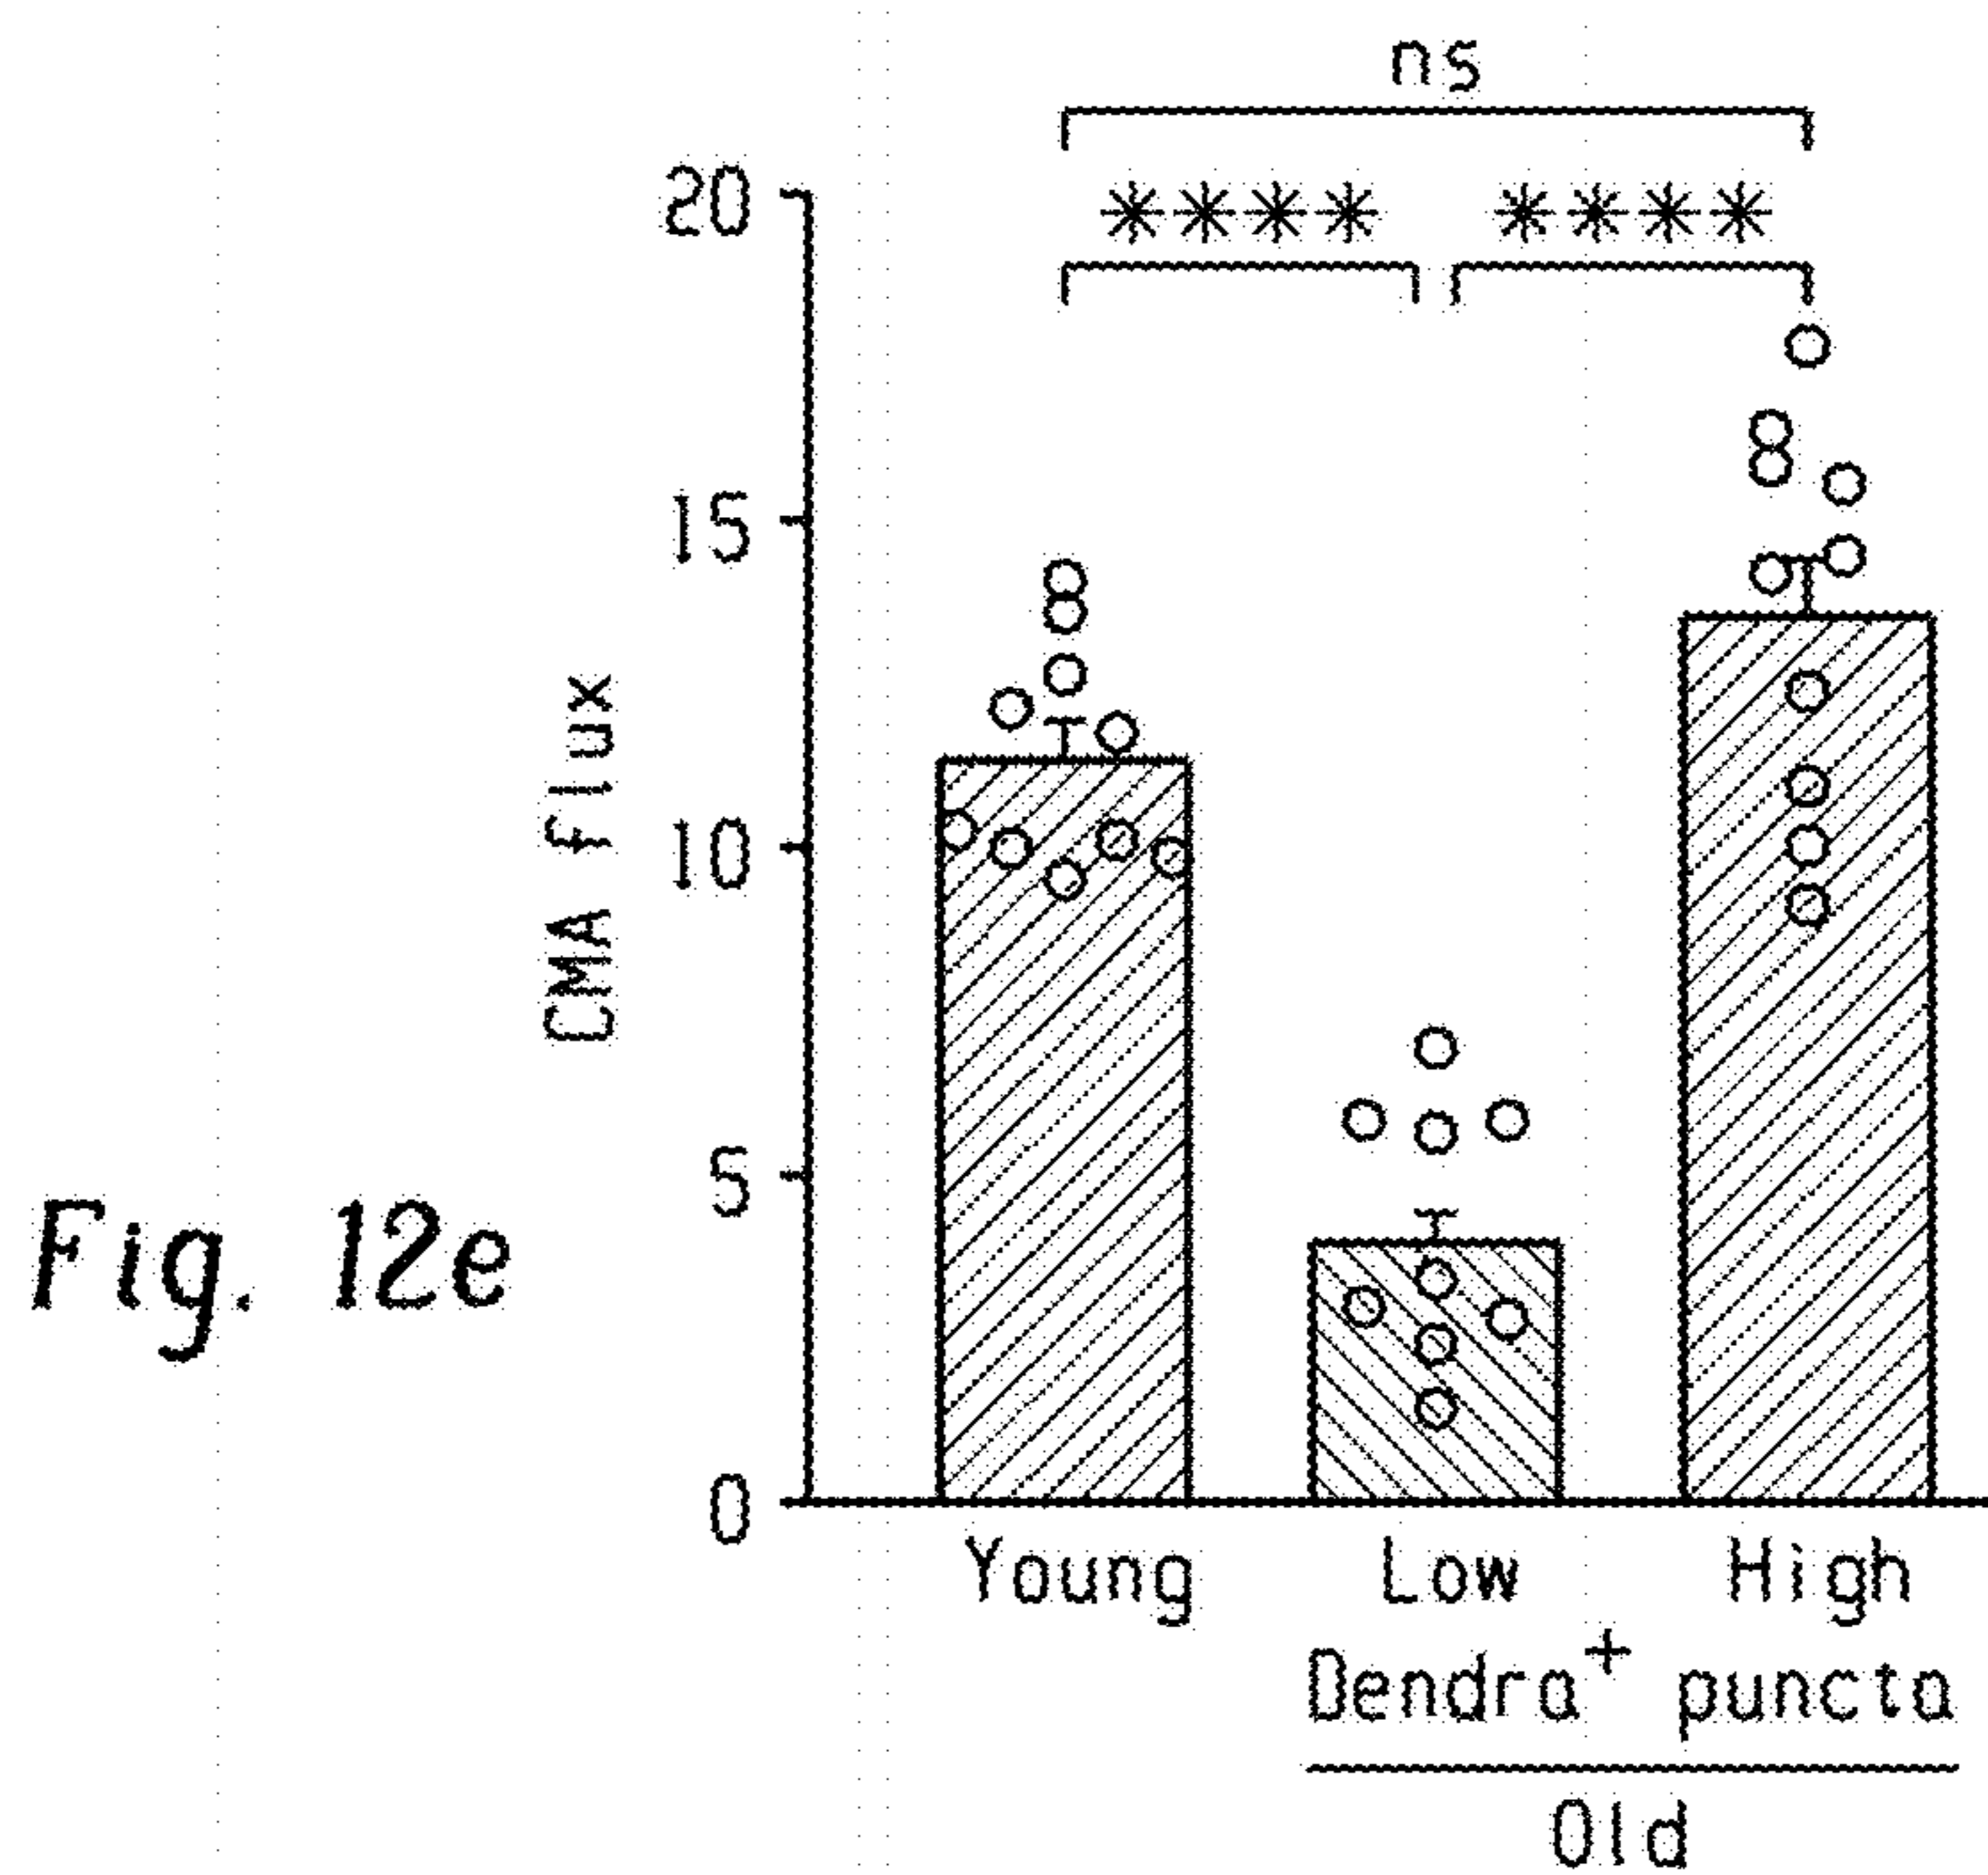 ns
20
**** ****
15
10
5
0
CMA flux
Fig. 12e
Young Low High
Dendra+ puncta
Old